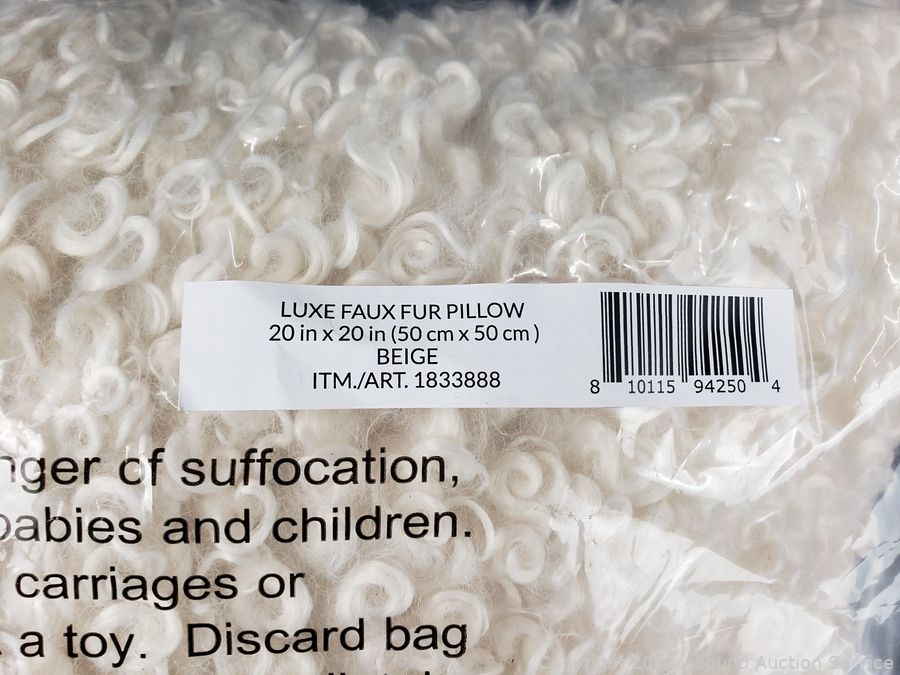 LUXE FAUX FUR PILLOW
20 in x 20 in (50 cm x 50 cm )
BEIGE
ITM./ART. 1833888
8 10115 94250 4
nger of suffocation,
babies and children.
carriages or
a toy. Discard bag
Sound Auction Service